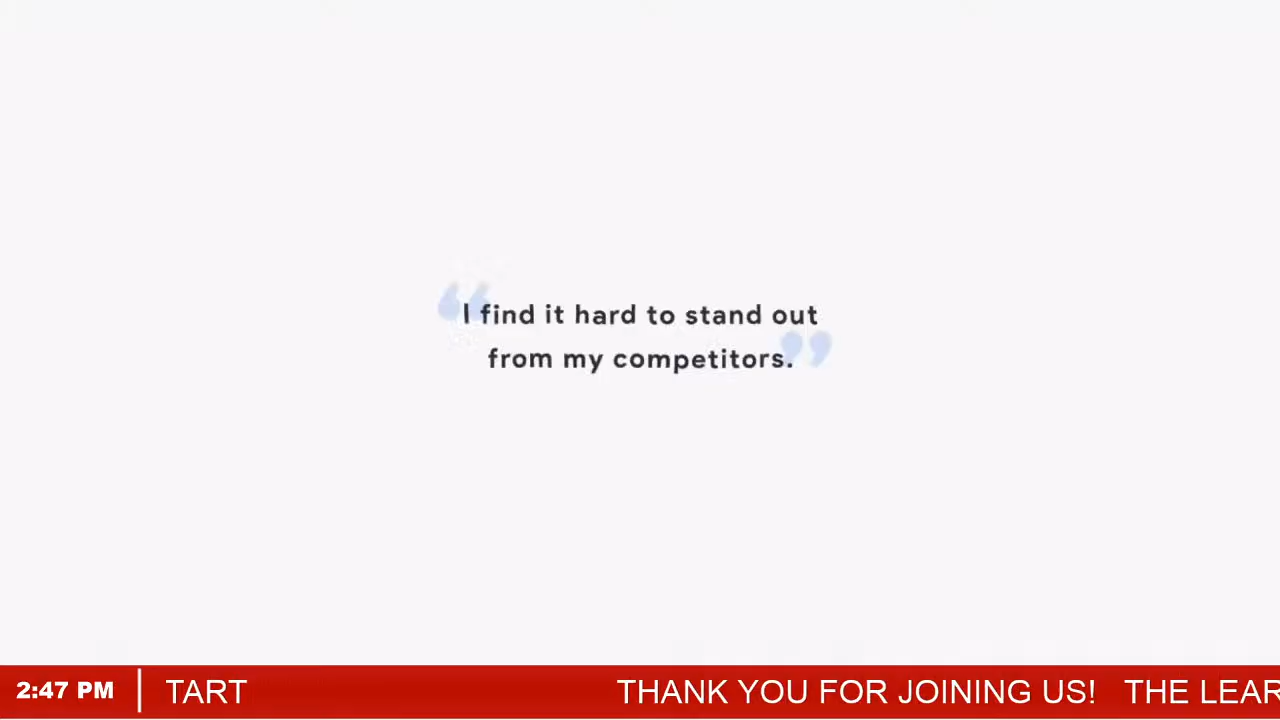 “I find it hard to stand out
from my competitors.”
2:47 PM | TART THANK YOU FOR JOINING US! THE LEAR